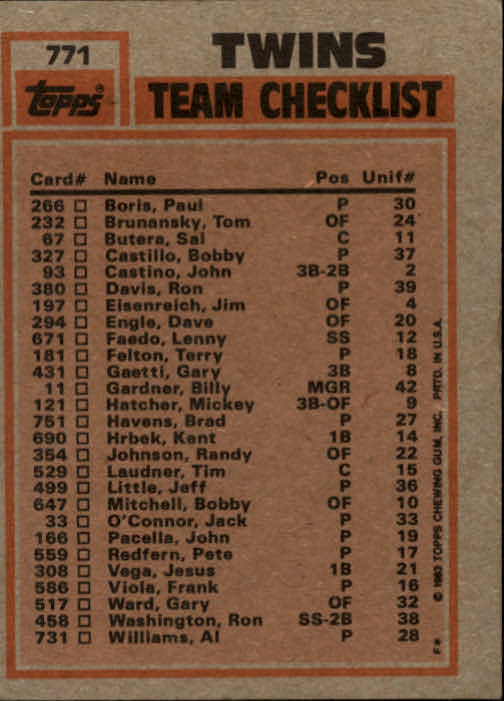 771
topps®
TWINS
TEAM CHECKLIST
Card# Name Pos Unif#
266 □ Boris, Paul P 30
232 □ Brunansky, Tom OF 24
67 □ Butera, Sal C 11
327 □ Castillo, Bobby P 37
93 □ Castino, John 3B-2B 2
380 □ Davis, Ron P 39
197 □ Eisenreich, Jim OF 4
294 □ Engle, Dave OF 20
671 □ Faedo, Lenny SS 12
181 □ Felton, Terry P 18
431 □ Gaetti, Gary 3B 8
11 □ Gardner, Billy MGR 42
121 □ Hatcher, Mickey 3B-OF 9
751 □ Havens, Brad P 27
690 □ Hrbek, Kent 1B 14
354 □ Johnson, Randy OF 22
529 □ Laudner, Tim C 15
499 □ Little, Jeff P 36
647 □ Mitchell, Bobby OF 10
33 □ O'Connor, Jack P 33
166 □ Pacella, John P 19
559 □ Redfern, Pete P 17
308 □ Vega, Jesus 1B 21
586 □ Viola, Frank P 16
517 □ Ward, Gary OF 32
458 □ Washington, Ron SS-2B 38
731 □ Williams, Al P 28
F* © 1983 TOPPS CHEWING GUM, INC. PRTD. IN U.S.A.